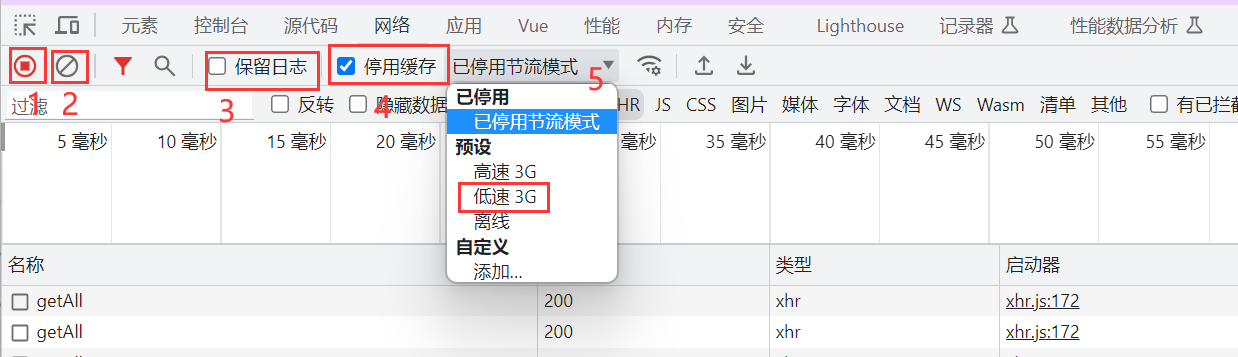 元素 控制台 源代码 网络 应用 Vue 性能 内存 安全 Lighthouse 记录器 性能数据分析
保留日志 停用缓存 已停用节流模式
1 2 3 4 5
过滤 反转 隐藏数据 HR JS CSS 图片 媒体 字体 文档 WS Wasm 清单 其他 有已拦截
已停用
已停用节流模式
5 毫秒 10 毫秒 15 毫秒 20 毫秒 毫秒 35 毫秒 40 毫秒 45 毫秒 50 毫秒 55 毫秒
预设
高速 3G
低速 3G
离线
自定义
添加...
名称 类型 启动器
getAll 200 xhr xhr.js:172
getAll 200 xhr xhr.js:172